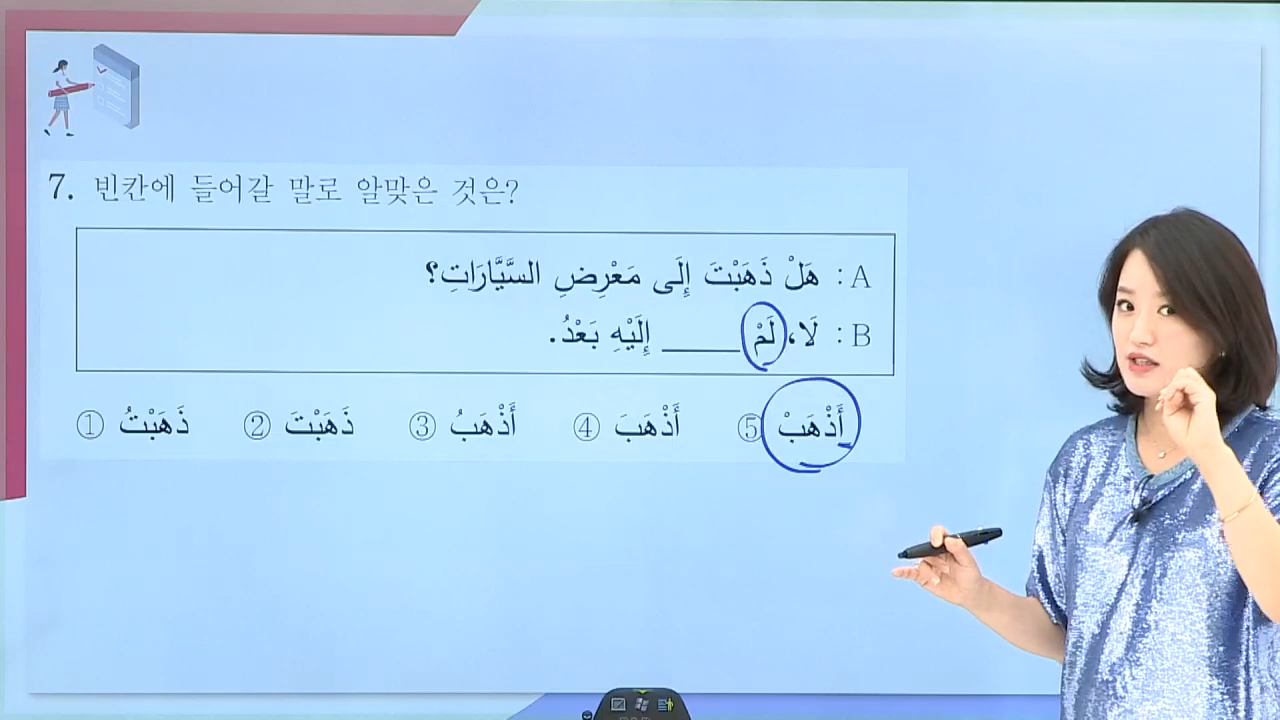 7. 빈칸에 들어갈 말로 알맞은 것은?
A : هَلْ ذَهَبْتَ إِلَى مَعْرِضِ السَّيَّارَاتِ؟
B : لَا، لَمْ _____ إِلَيْهِ بَعْدُ.
① ذَهَبْتُ ② ذَهَبْتَ ③ أَذْهَبُ ④ أَذْهَبَ ⑤ أَذْهَبْ